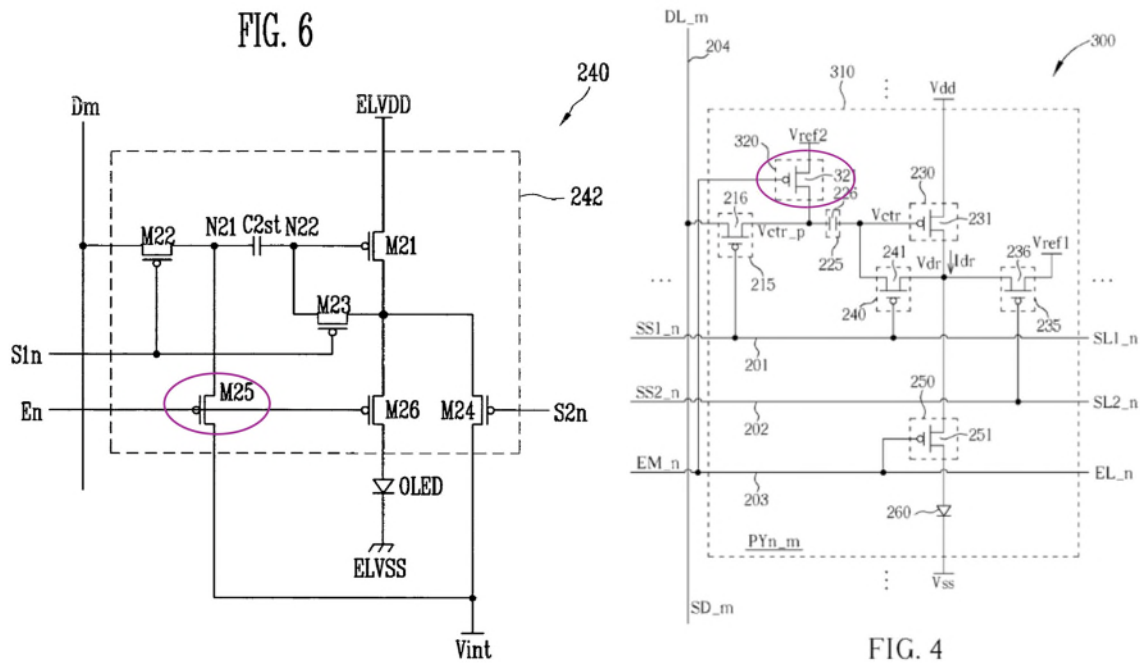 FIG. 6
240
Dm
ELVDD
242
M22
N21
C2st
N22
M21
M23
S1n
En
M25
M26
M24
S2n
OLED
ELVSS
Vint
DL_m
204
300
310
Vdd
Vref2
320
321
226
230
216
Vctr_p
Vctr
231
225
241
Vdr
Idr
236
Vref1
215
240
235
SS1_n
201
SL1_n
SS2_n
202
250
SL2_n
251
EM_n
203
EL_n
260
PYn_m
Vss
SD_m
FIG. 4